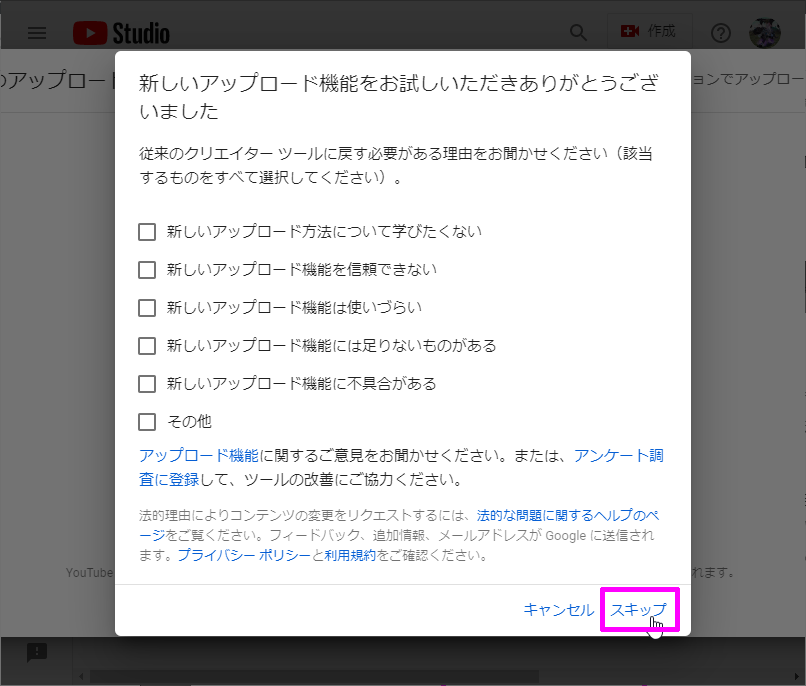 Studio
作成
のアップロード
ョンでアップロー
新しいアップロード機能をお試しいただきありがとうござ
いました
従来のクリエイター ツールに戻す必要がある理由をお聞かせください（該当
するものをすべて選択してください）。
新しいアップロード方法について学びたくない
新しいアップロード機能を信頼できない
新しいアップロード機能は使いづらい
新しいアップロード機能には足りないものがある
新しいアップロード機能に不具合がある
その他
アップロード機能に関するご意見をお聞かせください。または、アンケート調
査に登録して、ツールの改善にご協力ください。
法的理由によりコンテンツの変更をリクエストするには、法的な問題に関するヘルプのペ
ージをご覧ください。フィードバック、追加情報、メールアドレスが Google に送信され
ます。プライバシー ポリシーと利用規約をご確認ください。
YouTube
れます。
キャンセル
スキップ